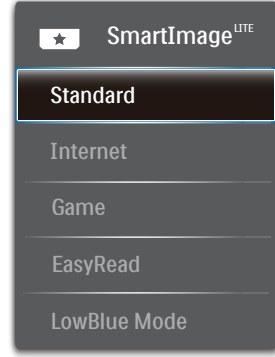 SmartImage LITE
Standard
Internet
Game
EasyRead
LowBlue Mode